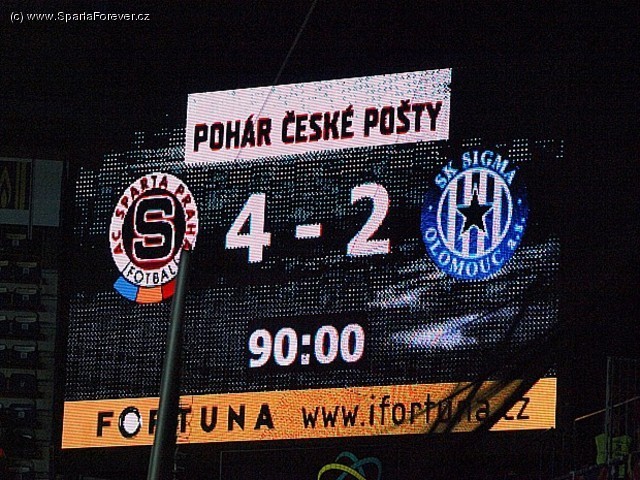 (c) www.SpartaForever.cz
POHÁR ČESKÉ POŠTY
AC SPARTA PRAHA
S
FOTBAL
4 - 2
SK SIGMA
OLOMOUC a.s.
90:00
FORTUNA www.ifortuna.cz